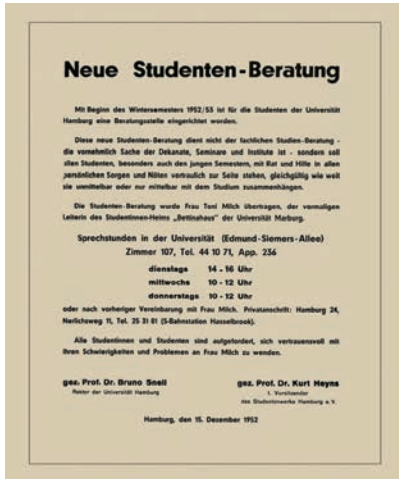 Neue Studenten-Beratung
Mit Beginn des Wintersemesters 1952/53 ist für die Studenten der Universität
Hamburg eine Beratungsstelle eingerichtet worden.
Diese neue Studenten-Beratung dient nicht der fachlichen Studien-Beratung -
die vornehmlich Sache der Dekanate, Seminare und Institute ist - sondern soll
allen Studenten, besonders auch den jungen Semestern, mit Rat und Hilfe in allen
persönlichen Sorgen und Nöten vertraulich zur Seite stehen, gleichgültig wie weit
sie unmittelbar oder nur mittelbar mit dem Studium zusammenhängen.
Die Studenten-Beratung wurde Frau Toni Milch übertragen, der vormaligen
Leiterin des Studentinnen-Heims „Bettinahaus" der Universität Marburg.
Sprechstunden in der Universität (Edmund-Siemers-Allee)
Zimmer 107, Tel. 44 10 71, App. 236
dienstags 14 - 16 Uhr
mittwochs 10 - 12 Uhr
donnerstags 10 - 12 Uhr
oder nach vorheriger Vereinbarung mit Frau Milch. Privatanschrift: Hamburg 24,
Nerlichsweg 11, Tel. 25 31 81 (S-Bahnstation Hasselbrook).
Alle Studentinnen und Studenten sind aufgefordert, sich vertrauensvoll mit
ihren Schwierigkeiten und Problemen an Frau Milch zu wenden.
gez. Prof. Dr. Bruno Snell
Rektor der Universität Hamburg
gez. Prof. Dr. Kurt Heyns
1. Vorsitzender
des Studentenwerks Hamburg e.V.
Hamburg, den 15. Dezember 1952